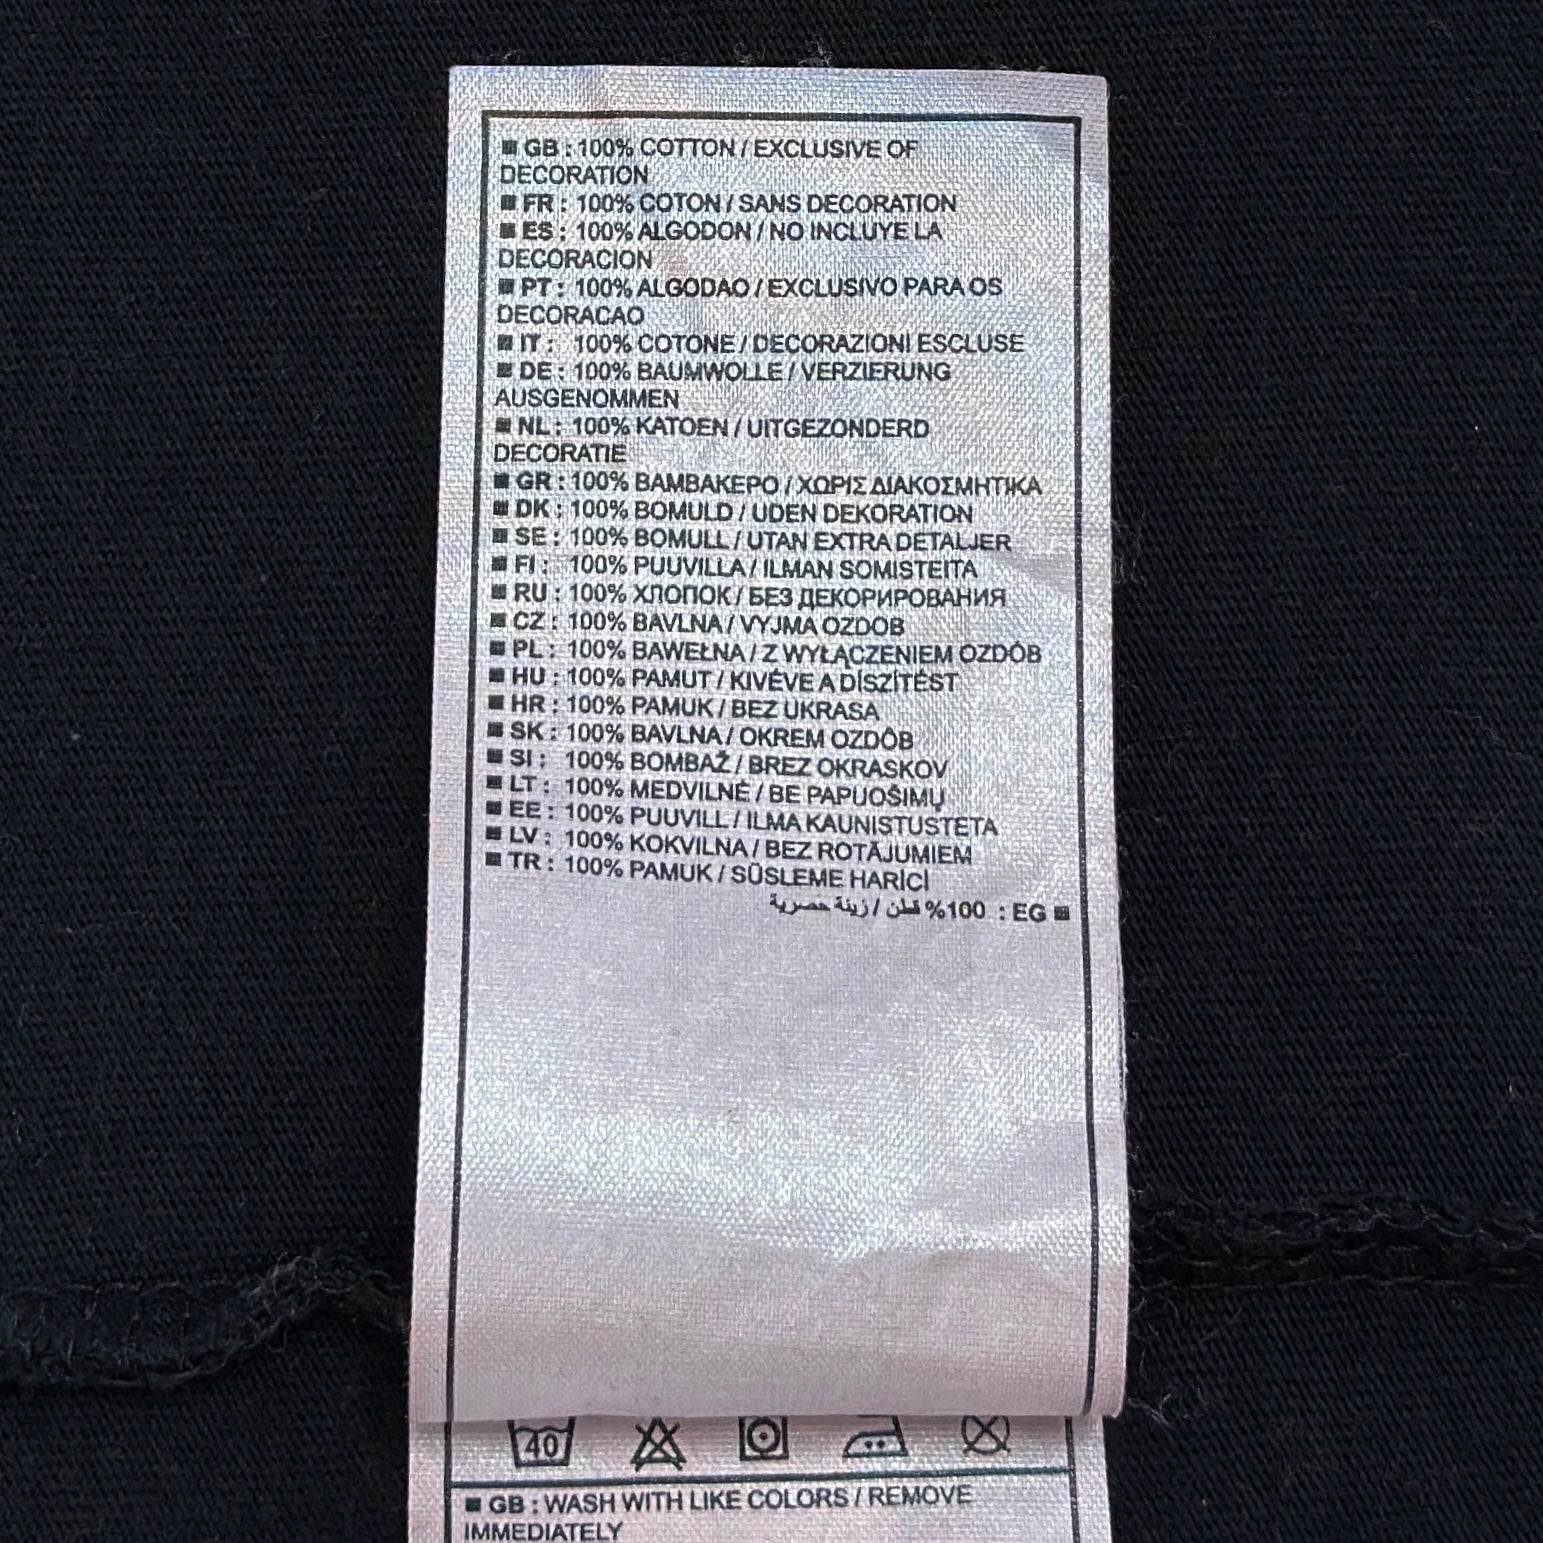 ■ GB : 100% COTTON / EXCLUSIVE OF
DECORATION
■ FR : 100% COTON / SANS DECORATION
■ ES : 100% ALGODON / NO INCLUYE LA
DECORACION
■ PT : 100% ALGODAO / EXCLUSIVO PARA OS
DECORACAO
■ IT : 100% COTONE / DECORAZIONI ESCLUSE
■ DE : 100% BAUMWOLLE / VERZIERUNG
AUSGENOMMEN
■ NL : 100% KATOEN / UITGEZONDERD
DECORATIE
■ GR : 100% ΒΑΜΒΑΚΕΡΟ / ΧΩΡΙΣ ΔΙΑΚΟΣΜΗΤΙΚΑ
■ DK : 100% BOMULD / UDEN DEKORATION
■ SE : 100% BOMULL / UTAN EXTRA DETALJER
■ FI : 100% PUUVILLA / ILMAN SOMISTEITA
■ RU : 100% ХЛОПОК / БЕЗ ДЕКОРИРОВАНИЯ
■ CZ : 100% BAVLNA / VYJMA OZDOB
■ PL : 100% BAWEŁNA / Z WYŁĄCZENIEM OZDÓB
■ HU : 100% PAMUT / KIVÉVE A DÍSZÍTÉST
■ HR : 100% PAMUK / BEZ UKRASA
■ SK : 100% BAVLNA / OKREM OZDÔB
■ SI : 100% BOMBAŽ / BREZ OKRASKOV
■ LT : 100% MEDVILNĖ / BE PAPUOŠIMŲ
■ EE : 100% PUUVILL / ILMA KAUNISTUSTETA
■ LV : 100% KOKVILNA / BEZ ROTĀJUMIEM
■ TR : 100% PAMUK / SÜSLEME HARİCİ
■ EG : 100% قطن / زينة حصرية
40
■ GB : WASH WITH LIKE COLORS / REMOVE
IMMEDIATELY